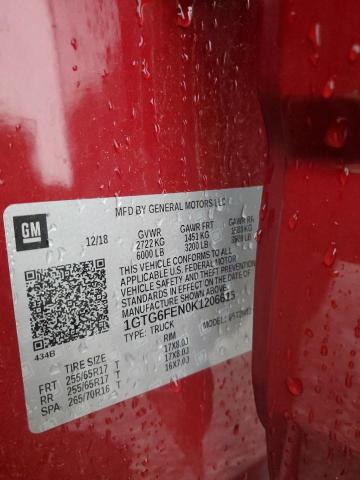 GM
MFD BY GENERAL MOTORS LLC
12/18 GVWR GAWR FRT GAWR RR
2722 KG 1451 KG
6000 LB 3200 LB
THIS VEHICLE CONFORMS TO ALL APPLICABLE
VEHICLE SAFETY AND THEFT PREVENTION
STANDARDS IN EFFECT ON THE DATE OF
MANUFACTURE SHOWN ABOVE.
1GTG6FEN0K1206615
TYPE: TRUCK
434B
TIRE SIZE RIM
FRT 255/65R17 T 17X8.0J
RR 255/65R17 T 17X8.0J
SPA 265/70R16 T 16X7.0J